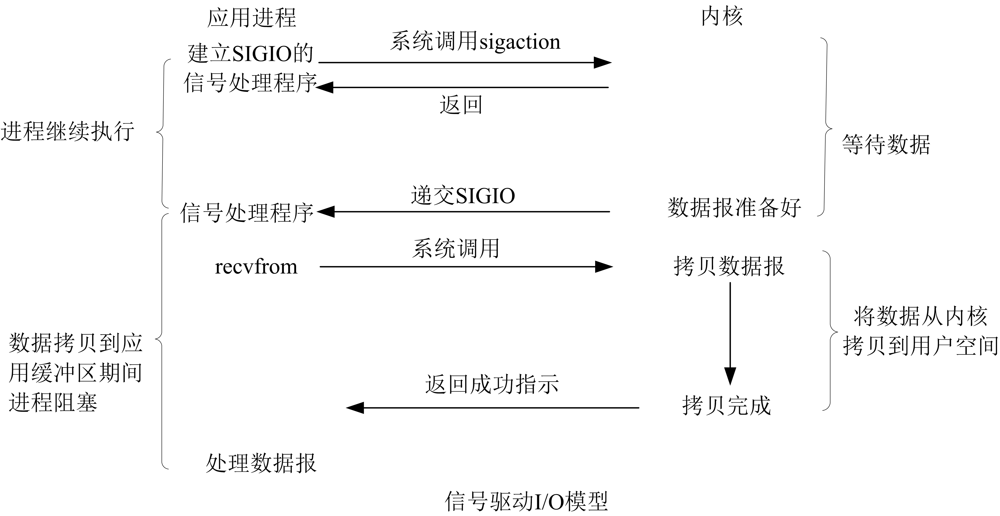 应用进程
内核
系统调用sigaction
建立SIGIO的
信号处理程序
返回
进程继续执行
等待数据
递交SIGIO
信号处理程序
数据报准备好
系统调用
recvfrom
拷贝数据报
将数据从内核
拷贝到用户空间
数据拷贝到应
用缓冲区期间
进程阻塞
返回成功指示
拷贝完成
处理数据报
信号驱动I/O模型